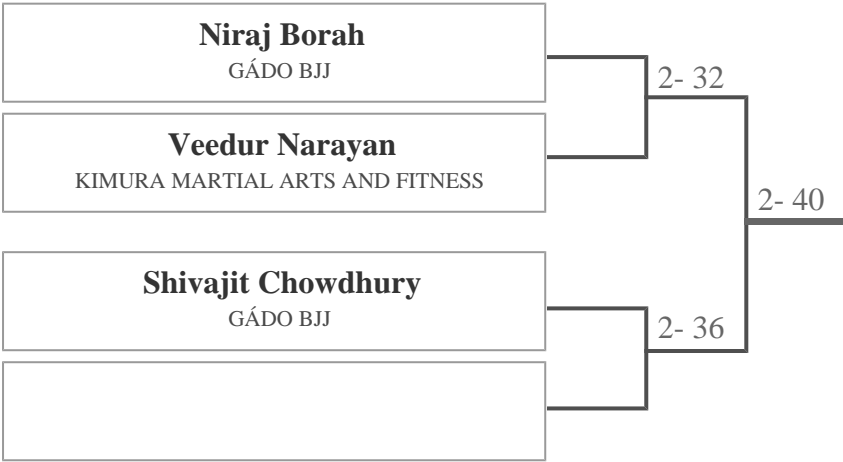 Niraj Borah
GÁDO BJJ
2- 32
Veedur Narayan
KIMURA MARTIAL ARTS AND FITNESS
2- 40
Shivajit Chowdhury
GÁDO BJJ
2- 36